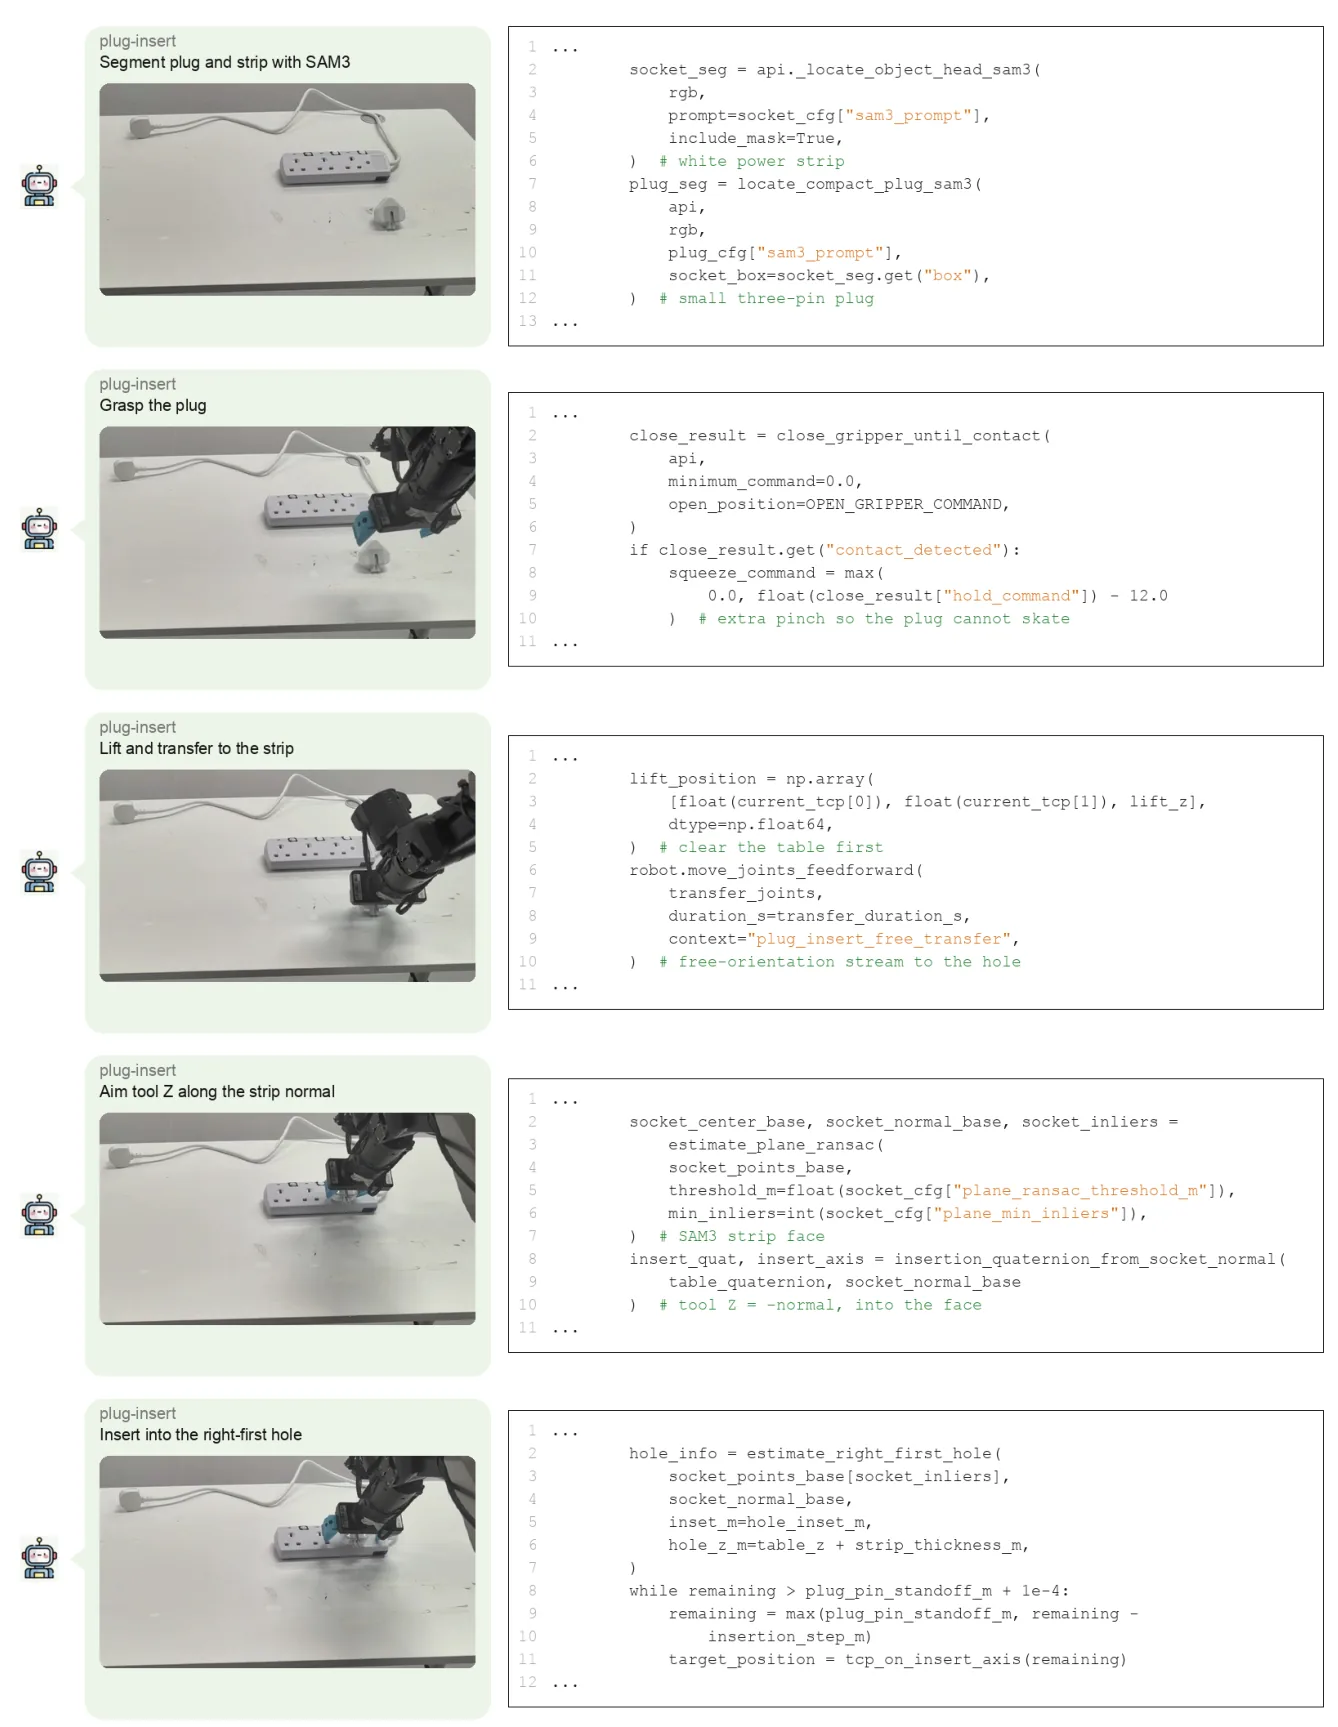 plug-insert
Segment plug and strip with SAM3
1 ...
2 socket_seg = api._locate_object_head_sam3(
3 rgb,
4 prompt=socket_cfg["sam3_prompt"],
5 include_mask=True,
6 ) # white power strip
7 plug_seg = locate_compact_plug_sam3(
8 api,
9 rgb,
10 plug_cfg["sam3_prompt"],
11 socket_box=socket_seg.get("box"),
12 ) # small three-pin plug
13 ...
plug-insert
Grasp the plug
1 ...
2 close_result = close_gripper_until_contact(
3 api,
4 minimum_command=0.0,
5 open_position=OPEN_GRIPPER_COMMAND,
6 )
7 if close_result.get("contact_detected"):
8 squeeze_command = max(
9 0.0, float(close_result["hold_command"]) - 12.0
10 ) # extra pinch so the plug cannot skate
11 ...
plug-insert
Lift and transfer to the strip
1 ...
2 lift_position = np.array(
3 [float(current_tcp[0]), float(current_tcp[1]), lift_z],
4 dtype=np.float64,
5 ) # clear the table first
6 robot.move_joints_feedforward(
7 transfer_joints,
8 duration_s=transfer_duration_s,
9 context="plug_insert_free_transfer",
10 ) # free-orientation stream to the hole
11 ...
plug-insert
Aim tool Z along the strip normal
1 ...
2 socket_center_base, socket_normal_base, socket_inliers =
3 estimate_plane_ransac(
4 socket_points_base,
5 threshold_m=float(socket_cfg["plane_ransac_threshold_m"]),
6 min_inliers=int(socket_cfg["plane_min_inliers"]),
7 ) # SAM3 strip face
8 insert_quat, insert_axis = insertion_quaternion_from_socket_normal(
9 table_quaternion, socket_normal_base
10 ) # tool Z = -normal, into the face
11 ...
plug-insert
Insert into the right-first hole
1 ...
2 hole_info = estimate_right_first_hole(
3 socket_points_base[socket_inliers],
4 socket_normal_base,
5 inset_m=hole_inset_m,
6 hole_z_m=table_z + strip_thickness_m,
7 )
8 while remaining > plug_pin_standoff_m + 1e-4:
9 remaining = max(plug_pin_standoff_m, remaining -
10 insertion_step_m)
11 target_position = tcp_on_insert_axis(remaining)
12 ...